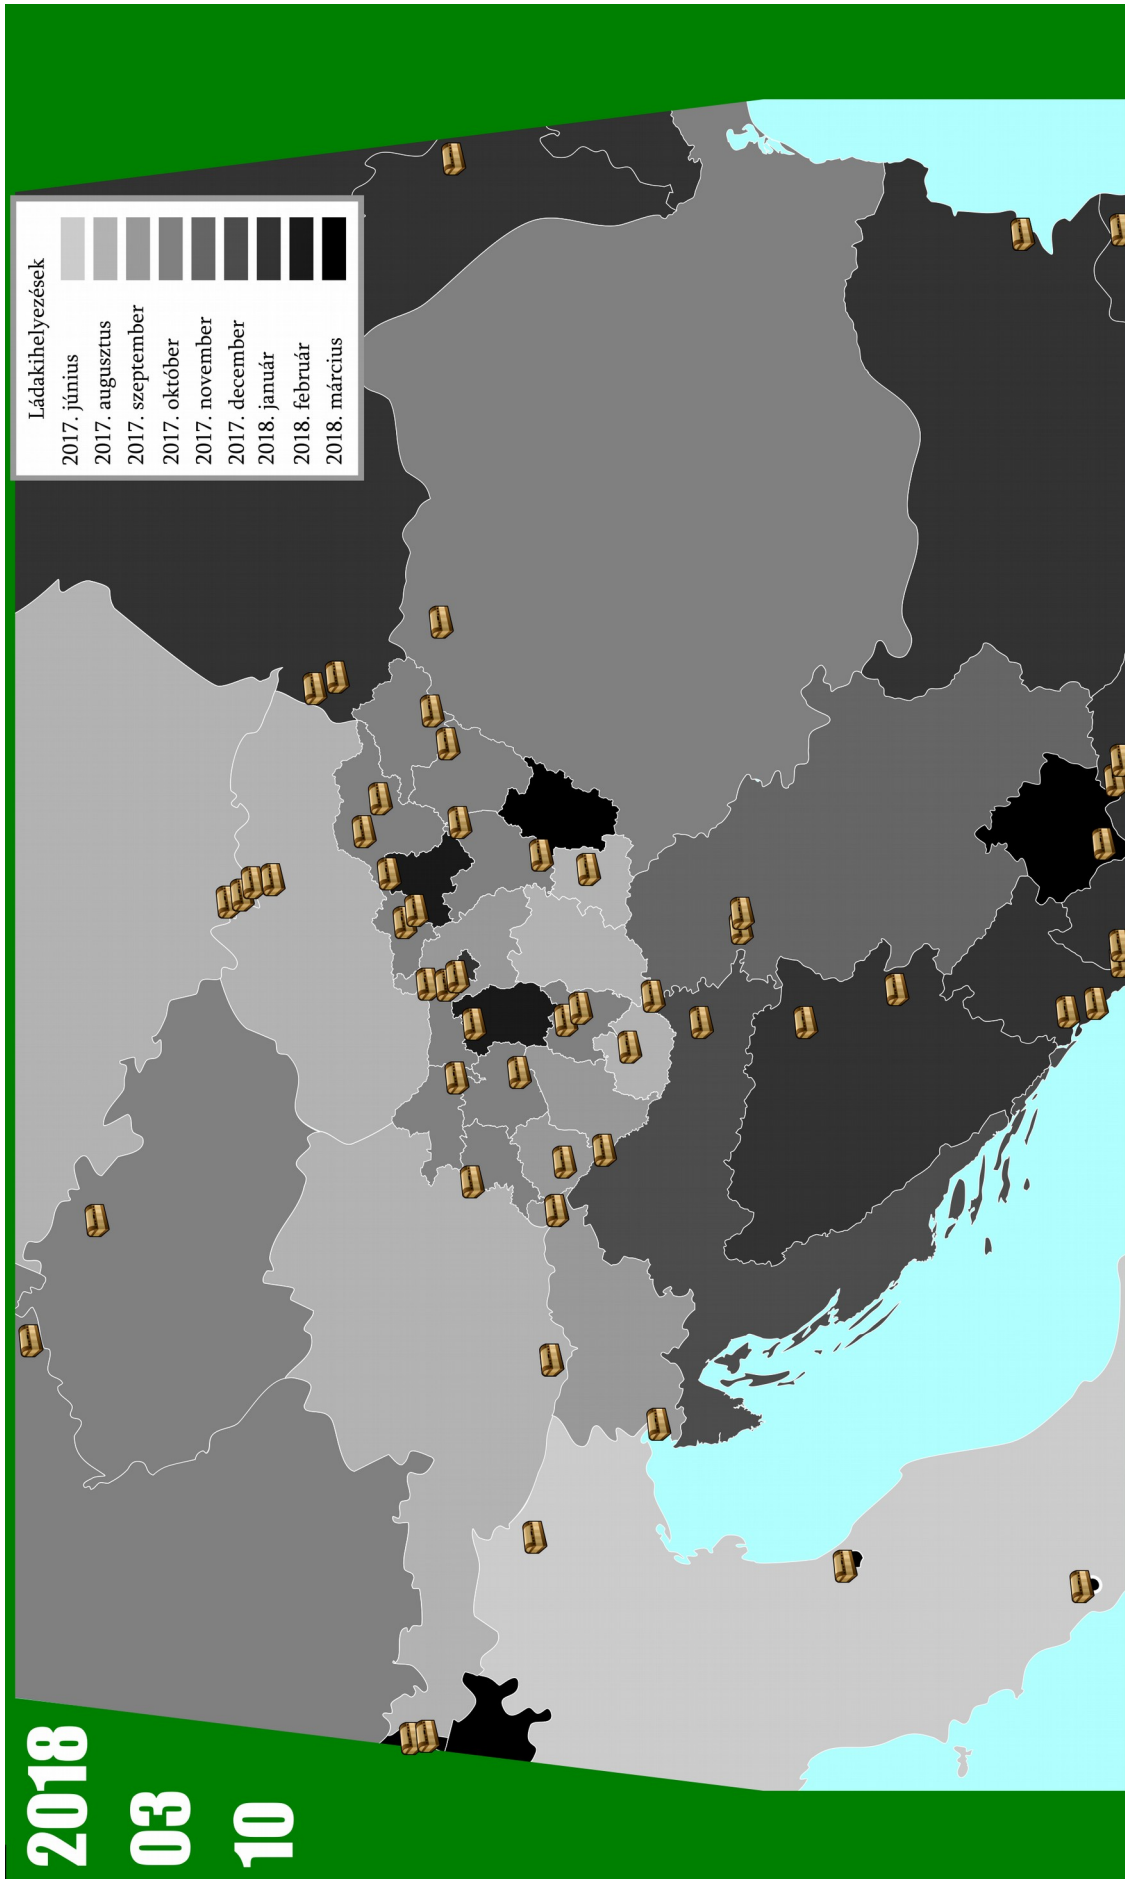 2018
03
10
Ládakihelyezések
2017. június
2017. augusztus
2017. szeptember
2017. október
2017. november
2017. december
2018. január
2018. február
2018. március